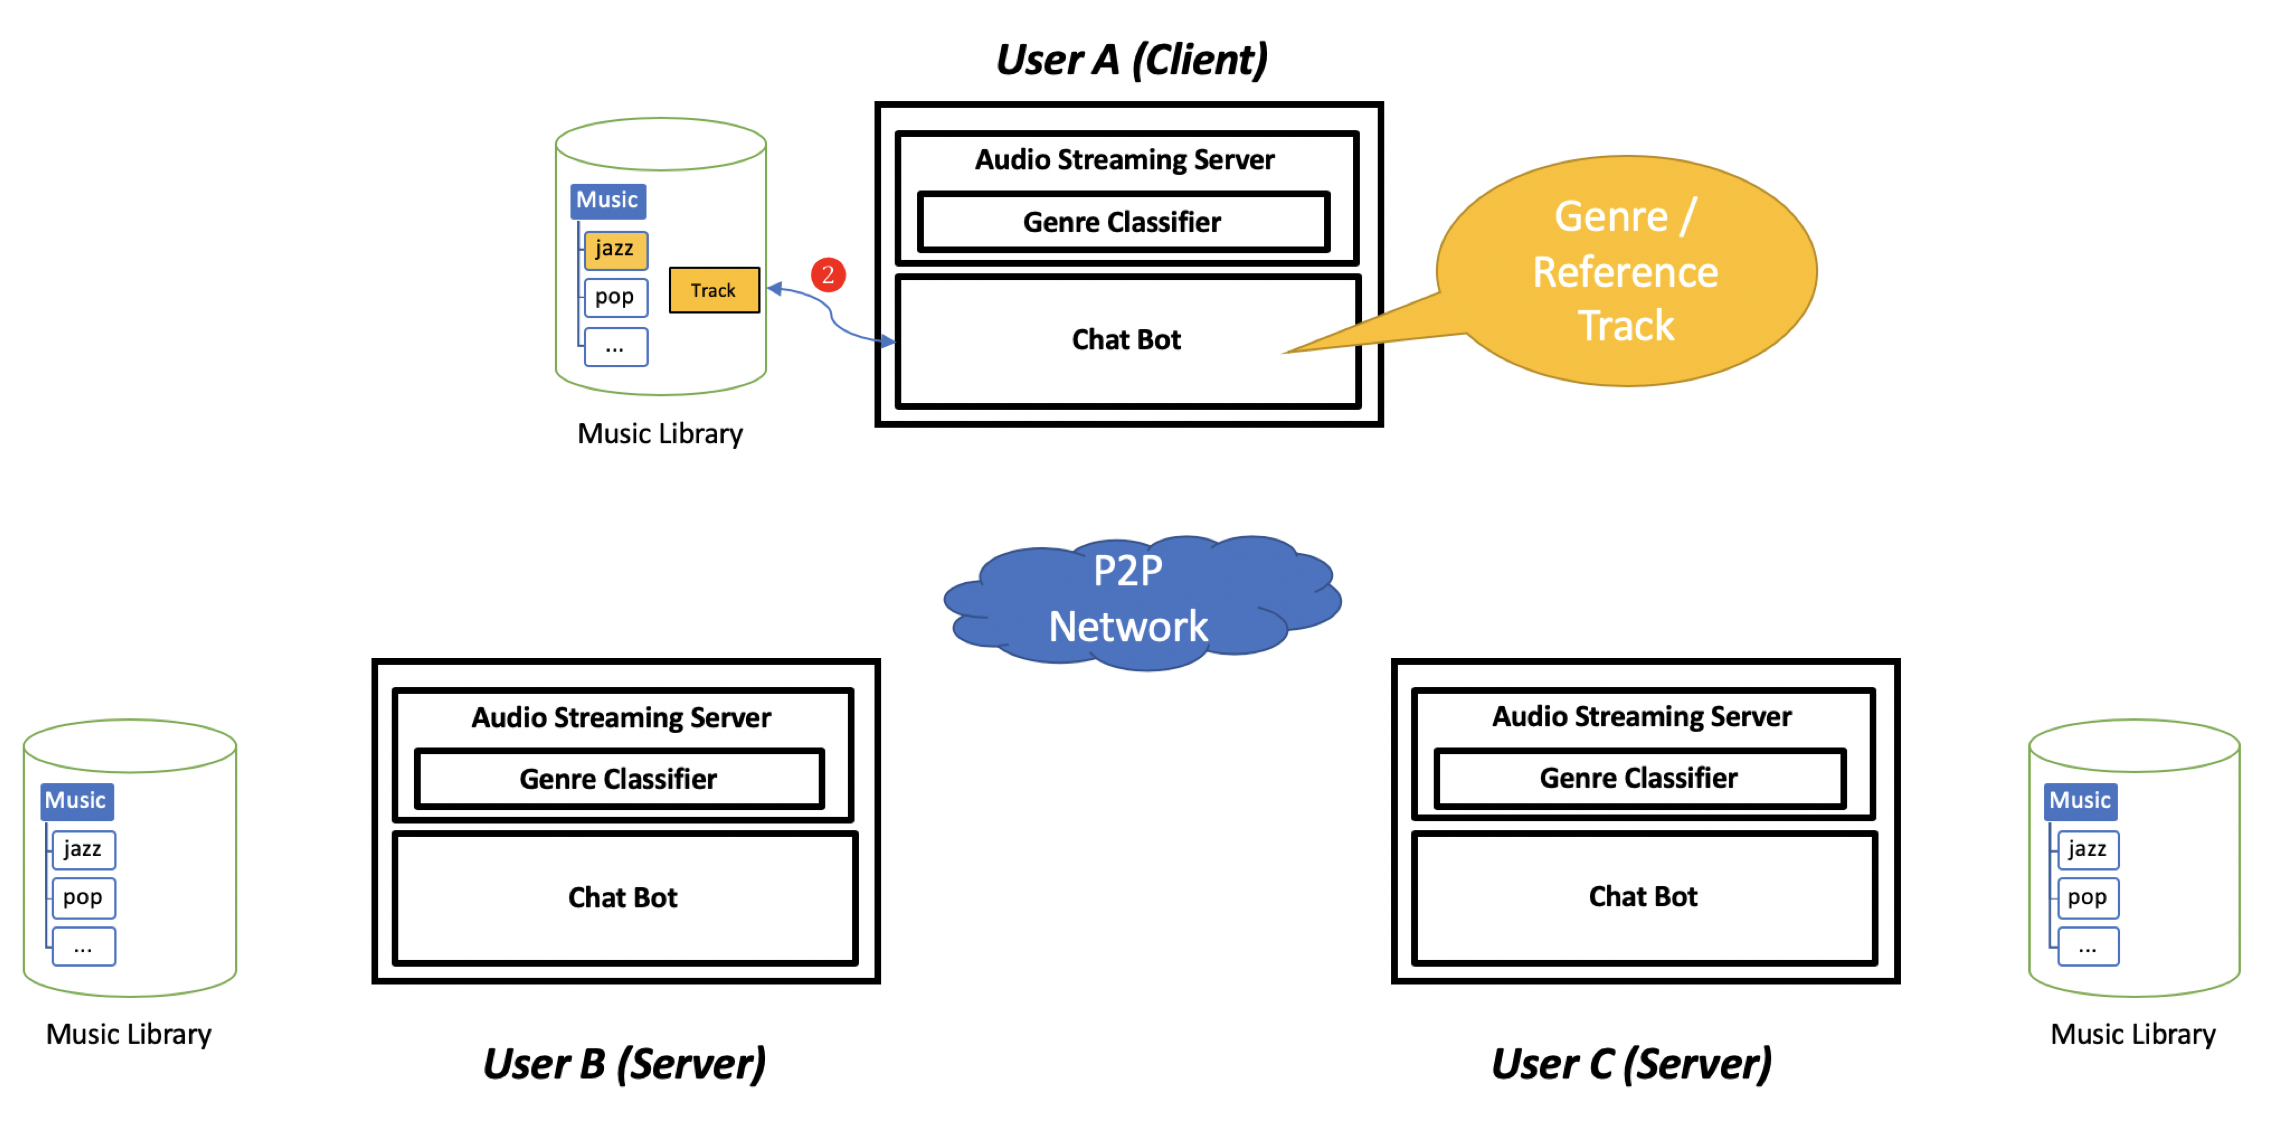 User A (Client)
Audio Streaming Server
Genre Classifier
Chat Bot
Music
jazz
pop
...
Track
2
Music Library
Genre /
Reference
Track
P2P
Network
Music
jazz
pop
...
Music Library
Audio Streaming Server
Genre Classifier
Chat Bot
User B (Server)
Audio Streaming Server
Genre Classifier
Chat Bot
User C (Server)
Music
jazz
pop
...
Music Library